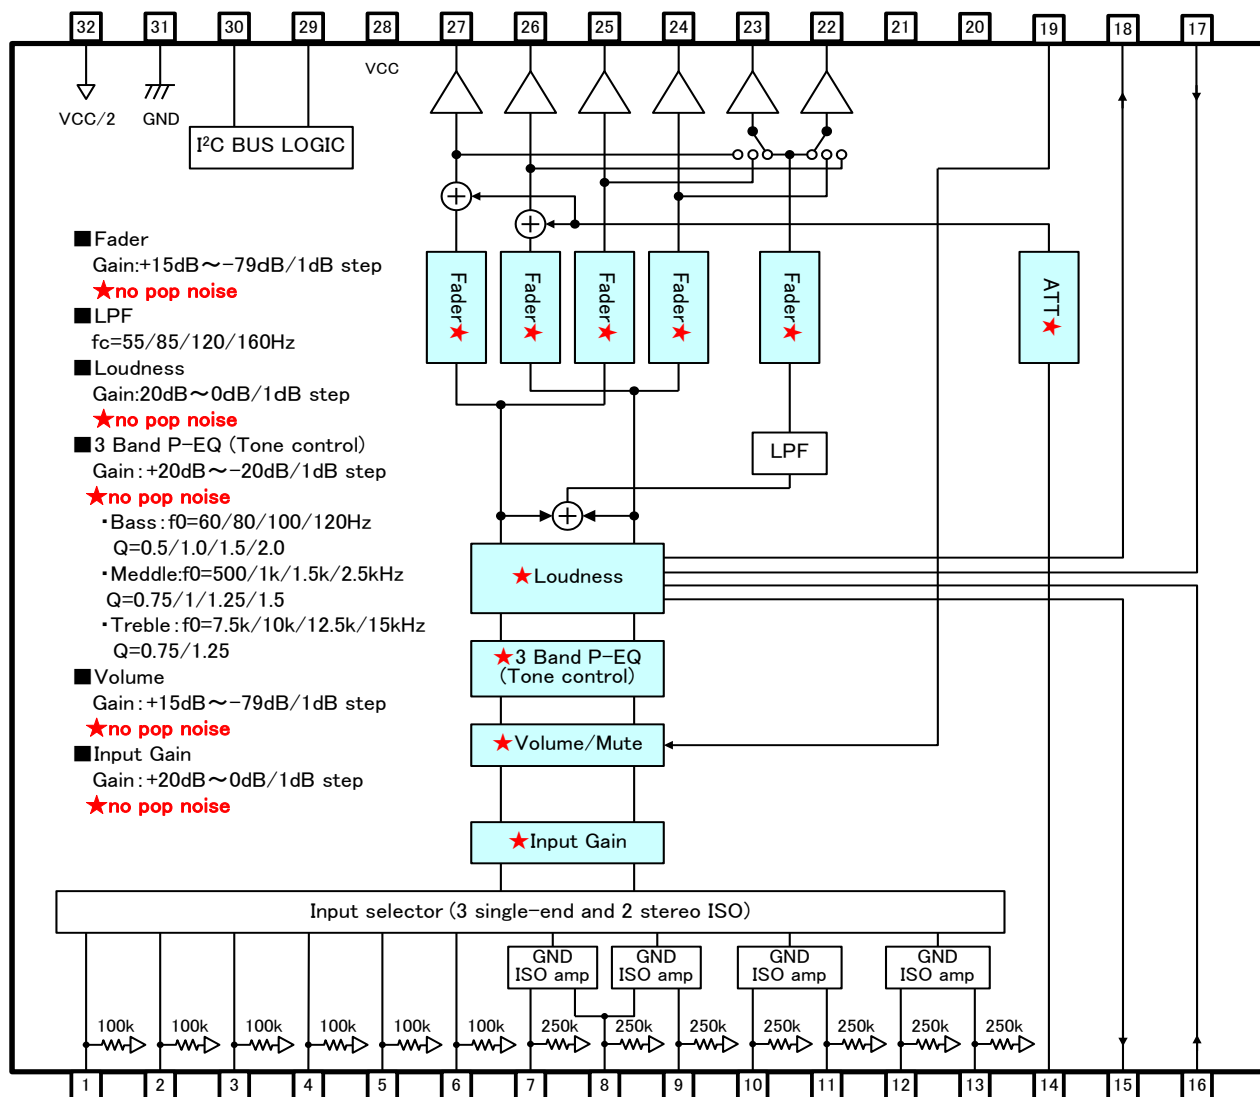 32 31 30 29 28 27 26 25 24 23 22 21 20 19 18 17
VCC
VCC/2 GND
I²C BUS LOGIC
■Fader
Gain:+15dB～-79dB/1dB step
★no pop noise
■LPF
fc=55/85/120/160Hz
■Loudness
Gain:20dB～0dB/1dB step
★no pop noise
■3 Band P-EQ (Tone control)
Gain:+20dB～-20dB/1dB step
★no pop noise
・Bass:f0=60/80/100/120Hz
Q=0.5/1.0/1.5/2.0
・Meddle:f0=500/1k/1.5k/2.5kHz
Q=0.75/1/1.25/1.5
・Treble:f0=7.5k/10k/12.5k/15kHz
Q=0.75/1.25
■Volume
Gain:+15dB～-79dB/1dB step
★no pop noise
■Input Gain
Gain:+20dB～0dB/1dB step
★no pop noise
Fader★
Fader★
Fader★
Fader★
Fader★
ATT★
LPF
★Loudness
★3 Band P-EQ
(Tone control)
★Volume/Mute
★Input Gain
Input selector (3 single-end and 2 stereo ISO)
GND
ISO amp
GND
ISO amp
GND
ISO amp
GND
ISO amp
100k 100k 100k 100k 100k 100k 250k 250k 250k 250k 250k 250k 250k
1 2 3 4 5 6 7 8 9 10 11 12 13 14 15 16